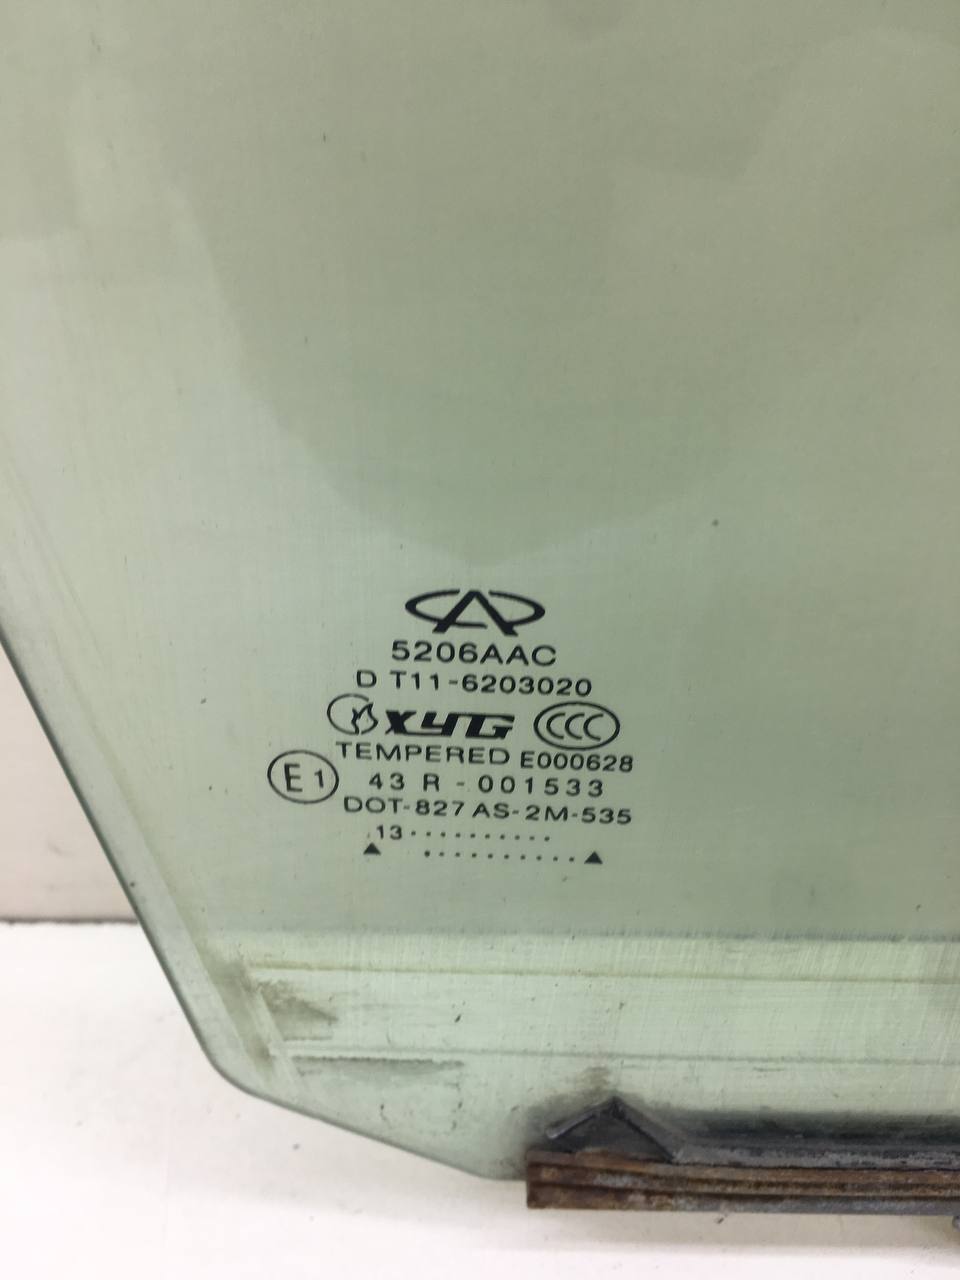 5206AAC
D T11-6203020
XYG CCC
TEMPERED E000628
E1 43 R - 001533
DOT-827 AS-2M-535
.13..........
▲ ..........▲